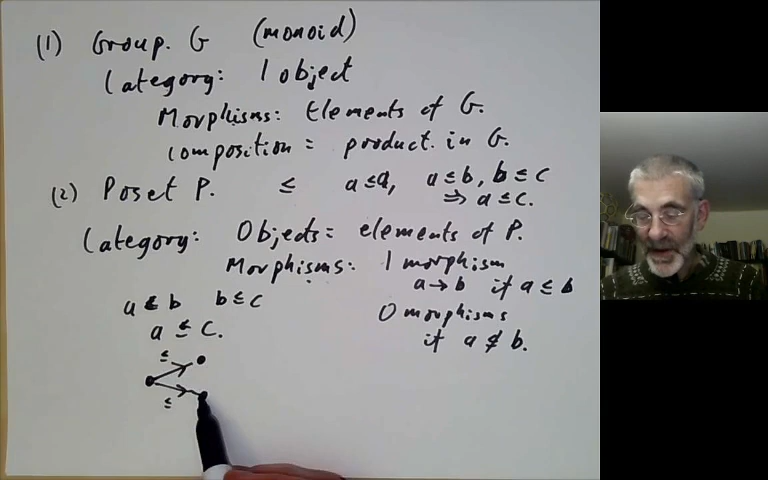 (1) Group. G (monoid)
Category: 1 object
Morphisms: Elements of G.
composition = product in G.
(2) Poset P. ≤ a≤a, a≤b, b≤c
⇒ a≤c.
Category: Objects = elements of P.
Morphisms: 1 morphism
a→b if a≤b
0 morphisms
if a≰b.
a≤b b≤c
a≤c.
≤
≤